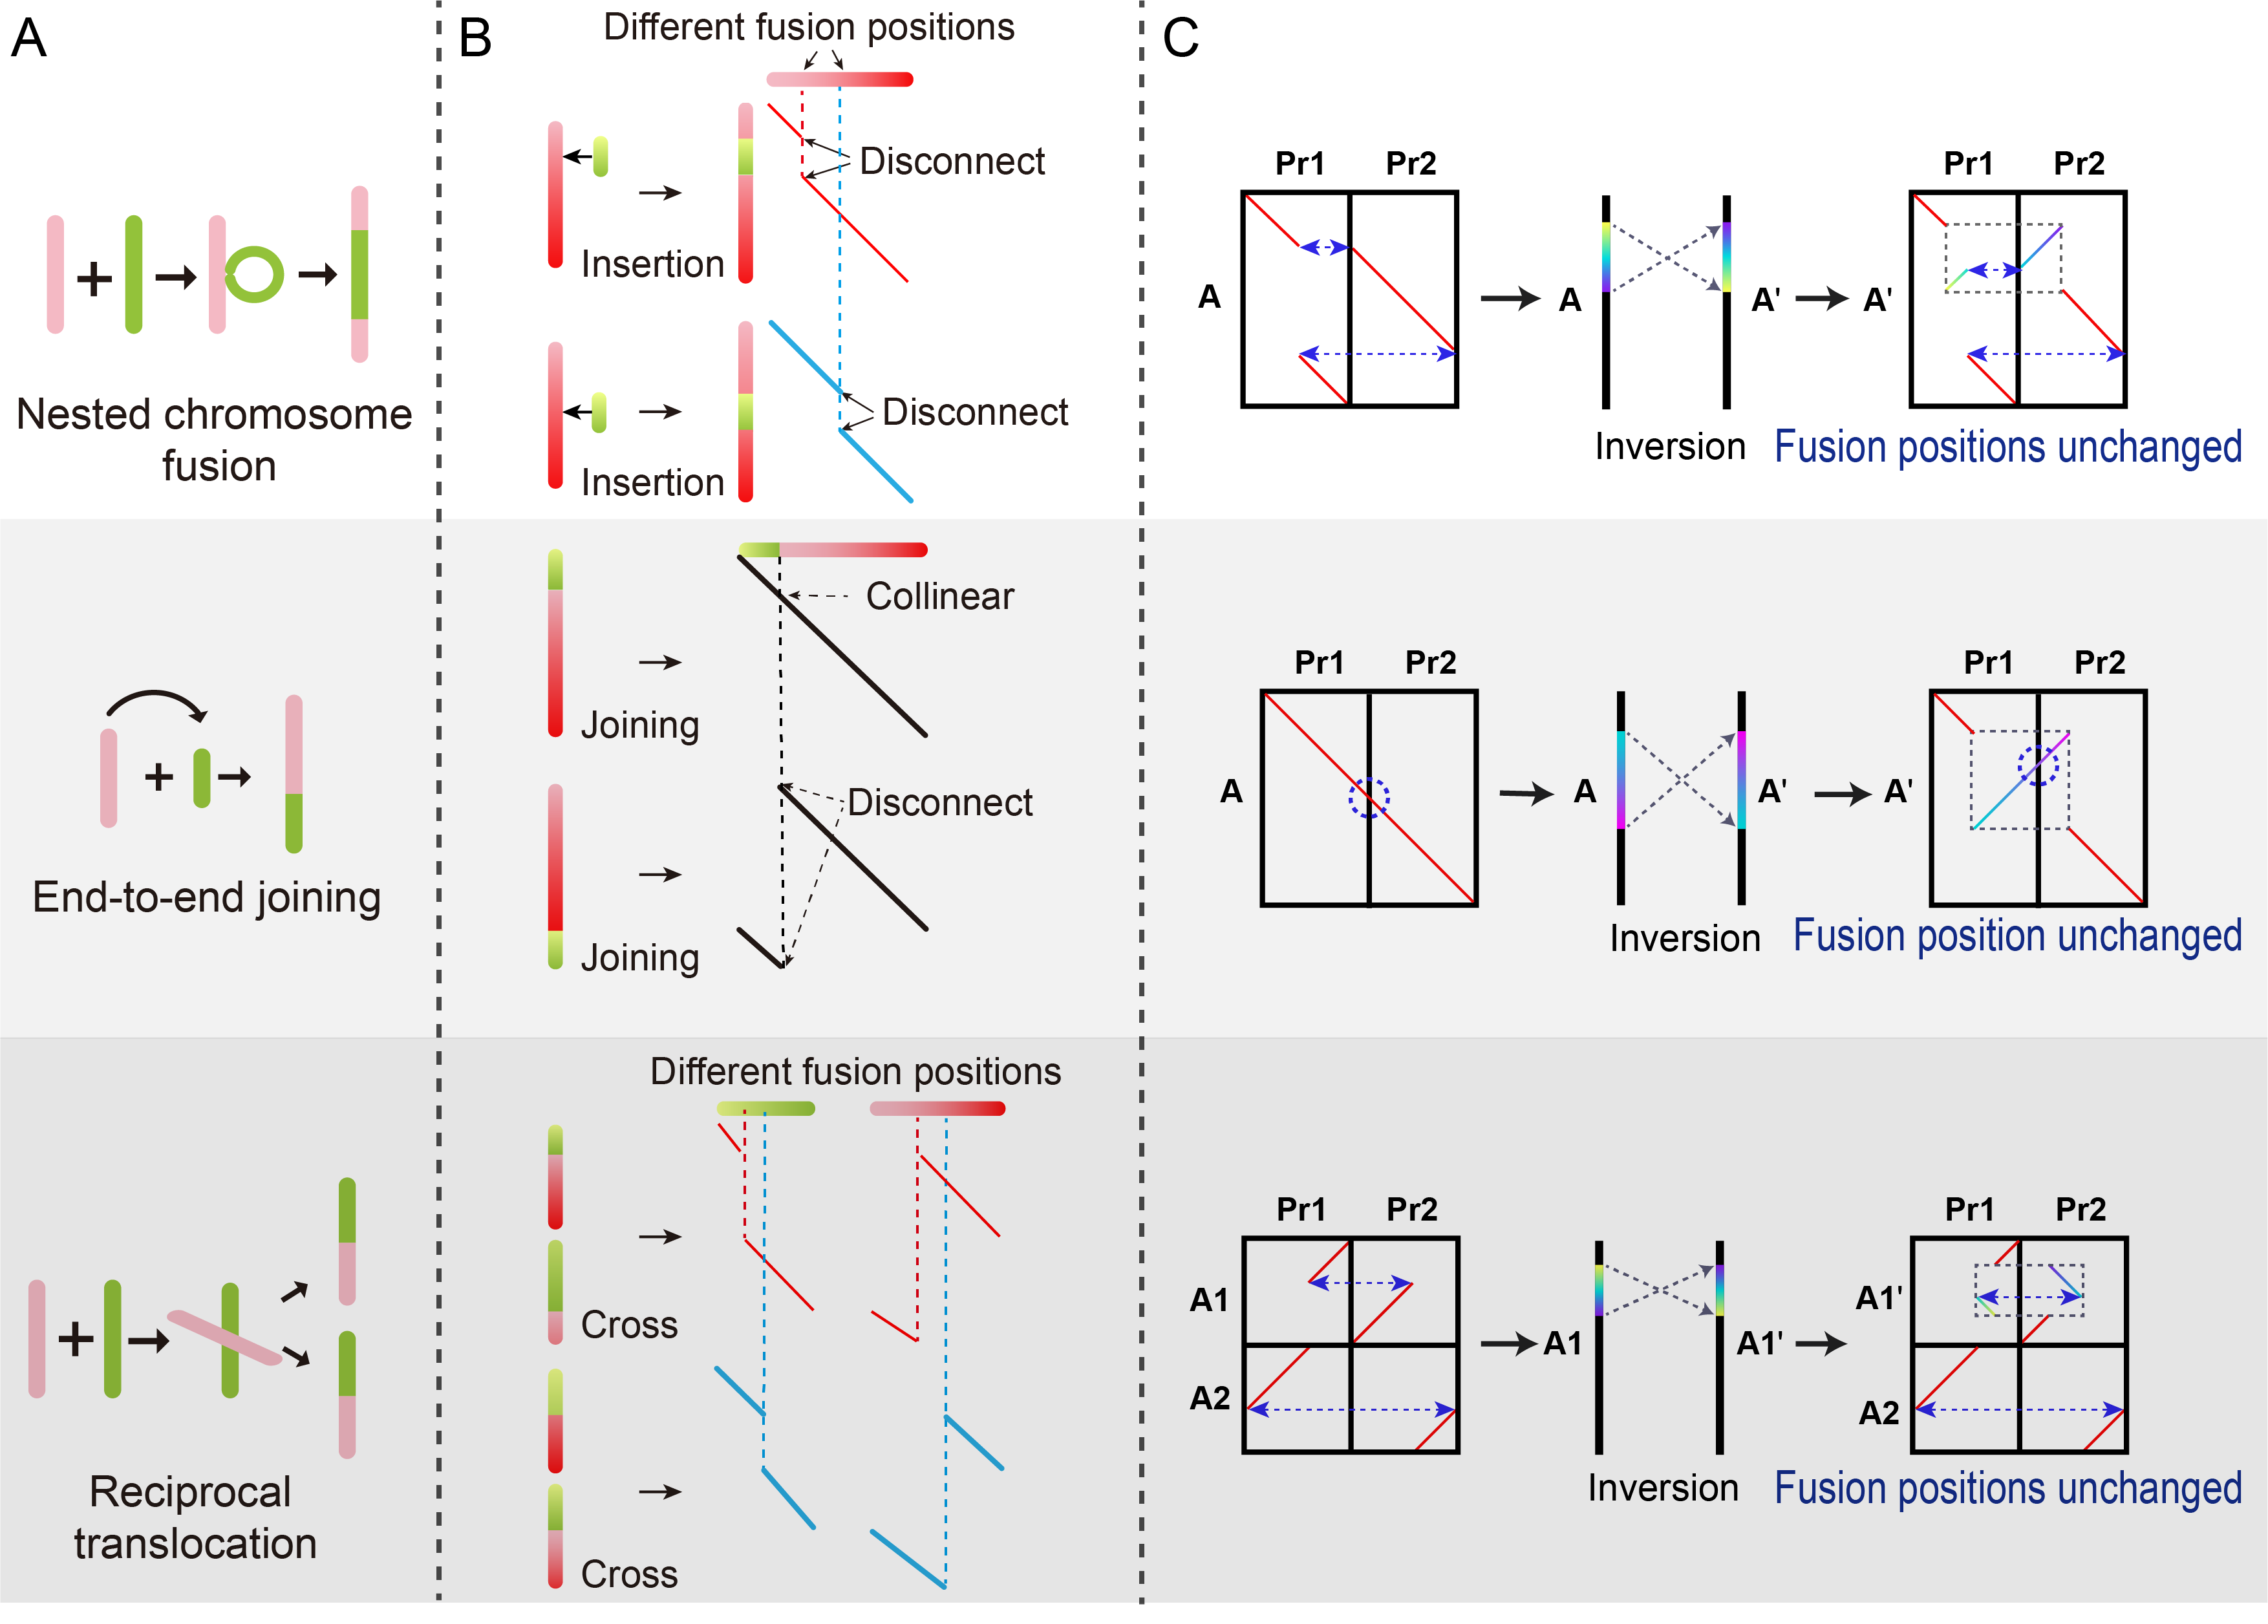 A
B
C
Different fusion positions
Disconnect
Insertion
Disconnect
Insertion
Nested chromosome
fusion
Pr1 Pr2
A
A
A'
Inversion
Pr1 Pr2
A'
Fusion positions unchanged
+
End-to-end joining
+
Collinear
Joining
Disconnect
Joining
Pr1 Pr2
A
A
A'
Inversion
Pr1 Pr2
A'
Fusion position unchanged
+
Reciprocal
translocation
Different fusion positions
Cross
Cross
Pr1 Pr2
A1
A2
A1
A1'
Inversion
Pr1 Pr2
A1'
A2
Fusion positions unchanged